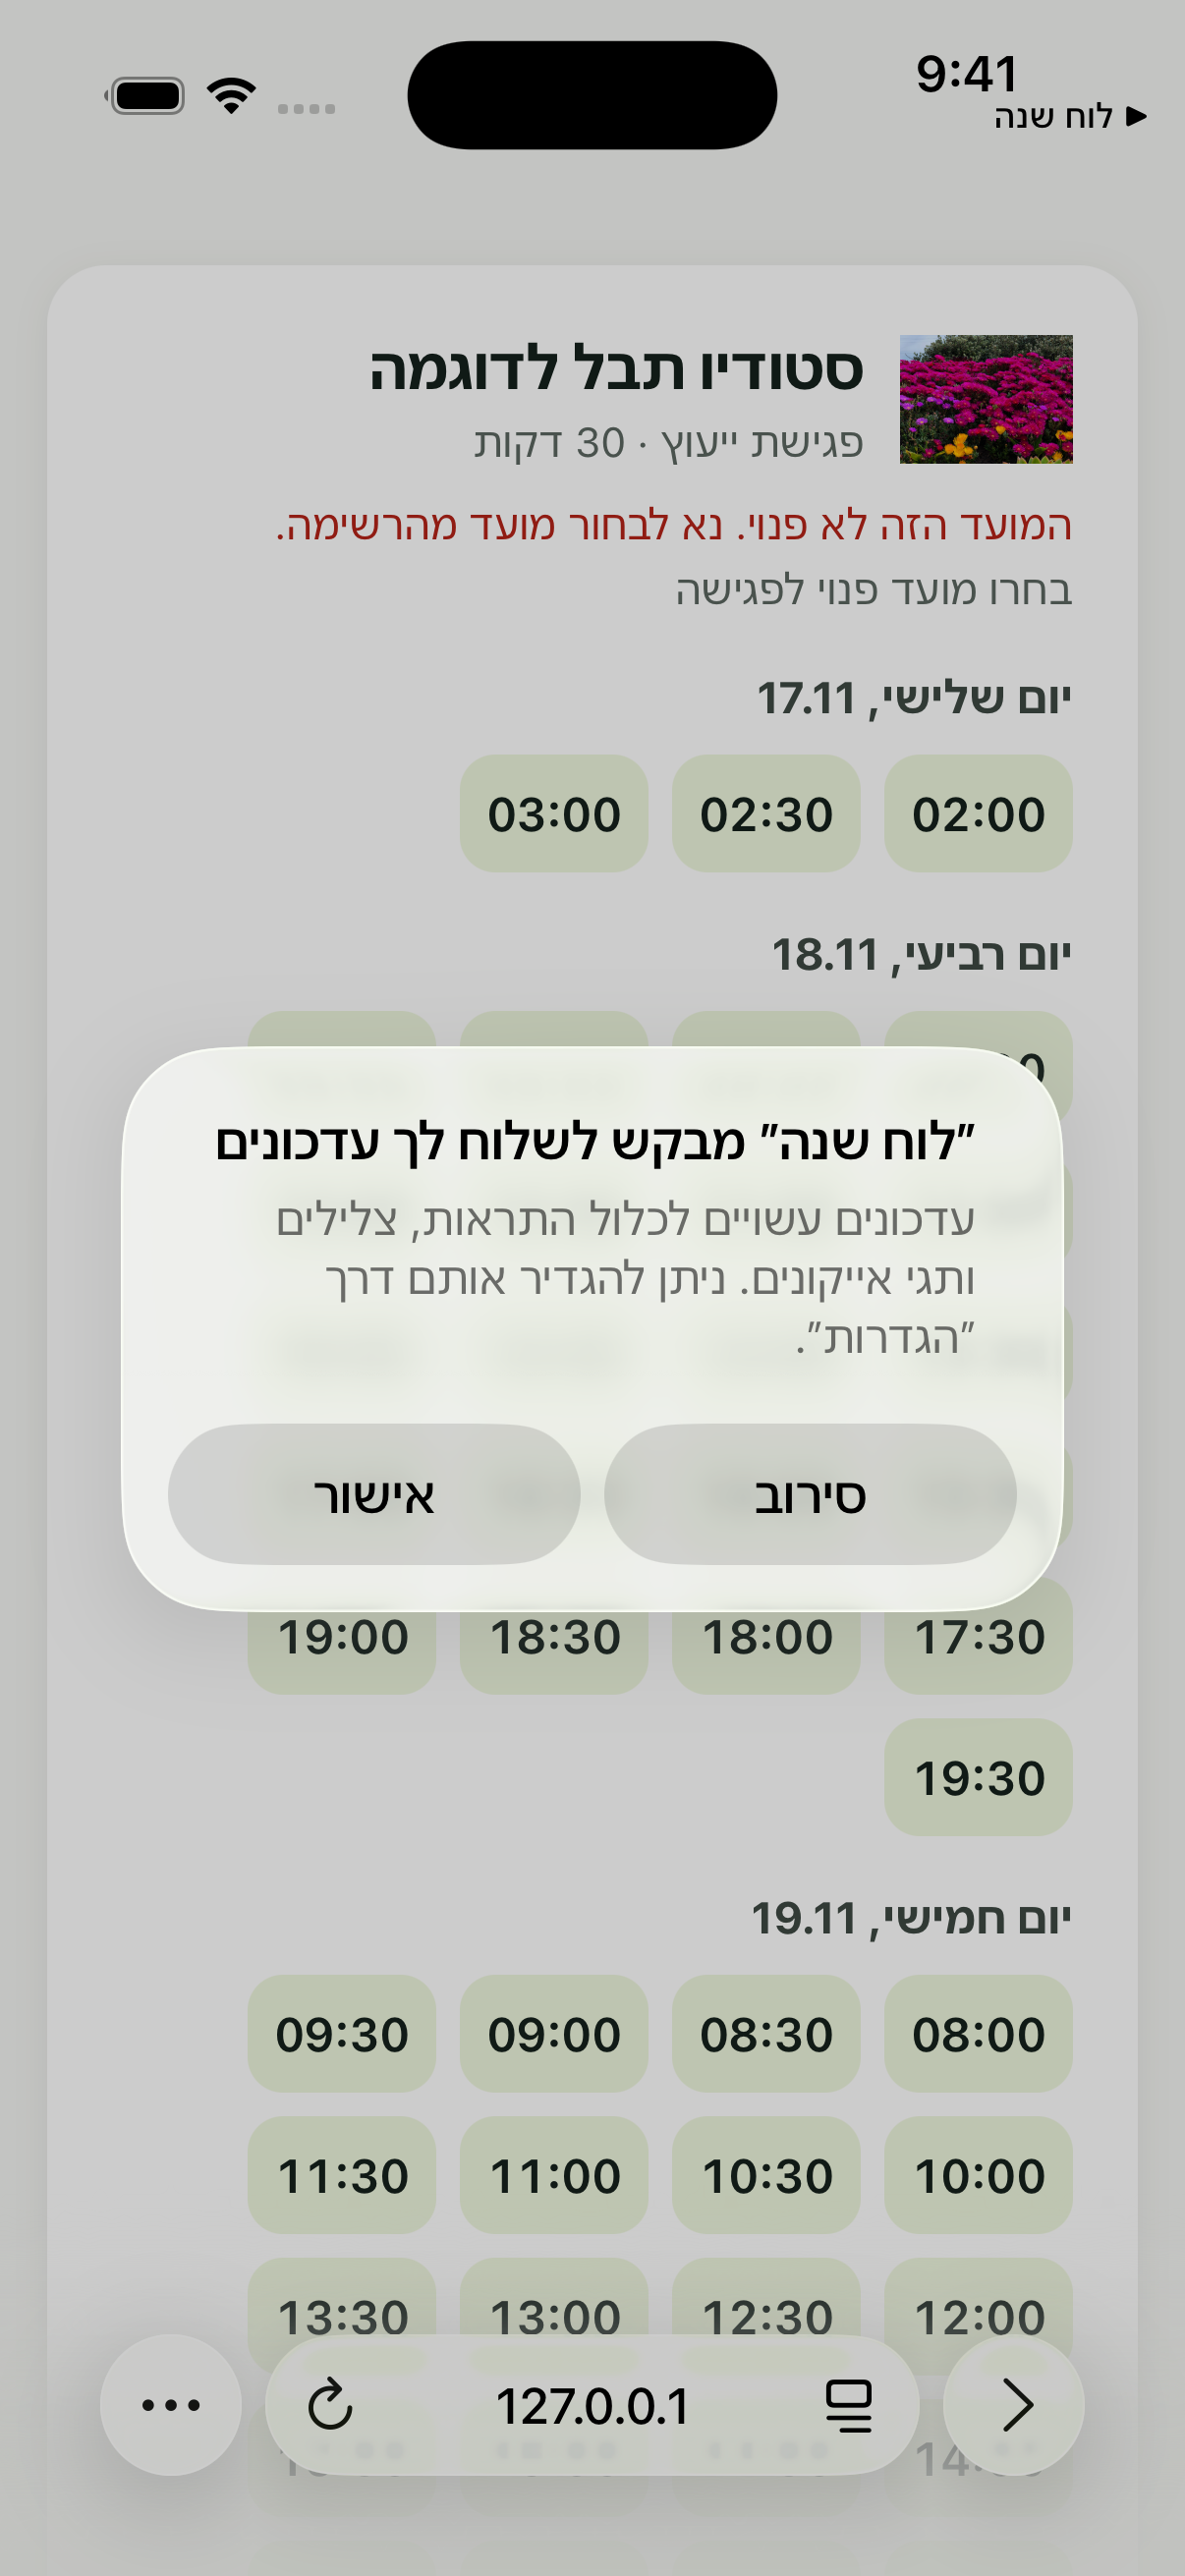 9:41
לוח שנה
סטודיו תבל לדוגמה
פגישת ייעוץ · 30 דקות
המועד הזה לא פנוי. נא לבחור מועד מהרשימה.
בחרו מועד פנוי לפגישה
יום שלישי, 17.11
02:00 02:30 03:00
יום רביעי, 18.11
"לוח שנה" מבקש לשלוח לך עדכונים
עדכונים עשויים לכלול התראות, צלילים
ותגי אייקונים. ניתן להגדיר אותם דרך
"הגדרות".
סירוב אישור
17:30 18:00 18:30 19:00
19:30
יום חמישי, 19.11
08:00 08:30 09:00 09:30
10:00 10:30 11:00 11:30
12:00 12:30 13:00 13:30
127.0.0.1